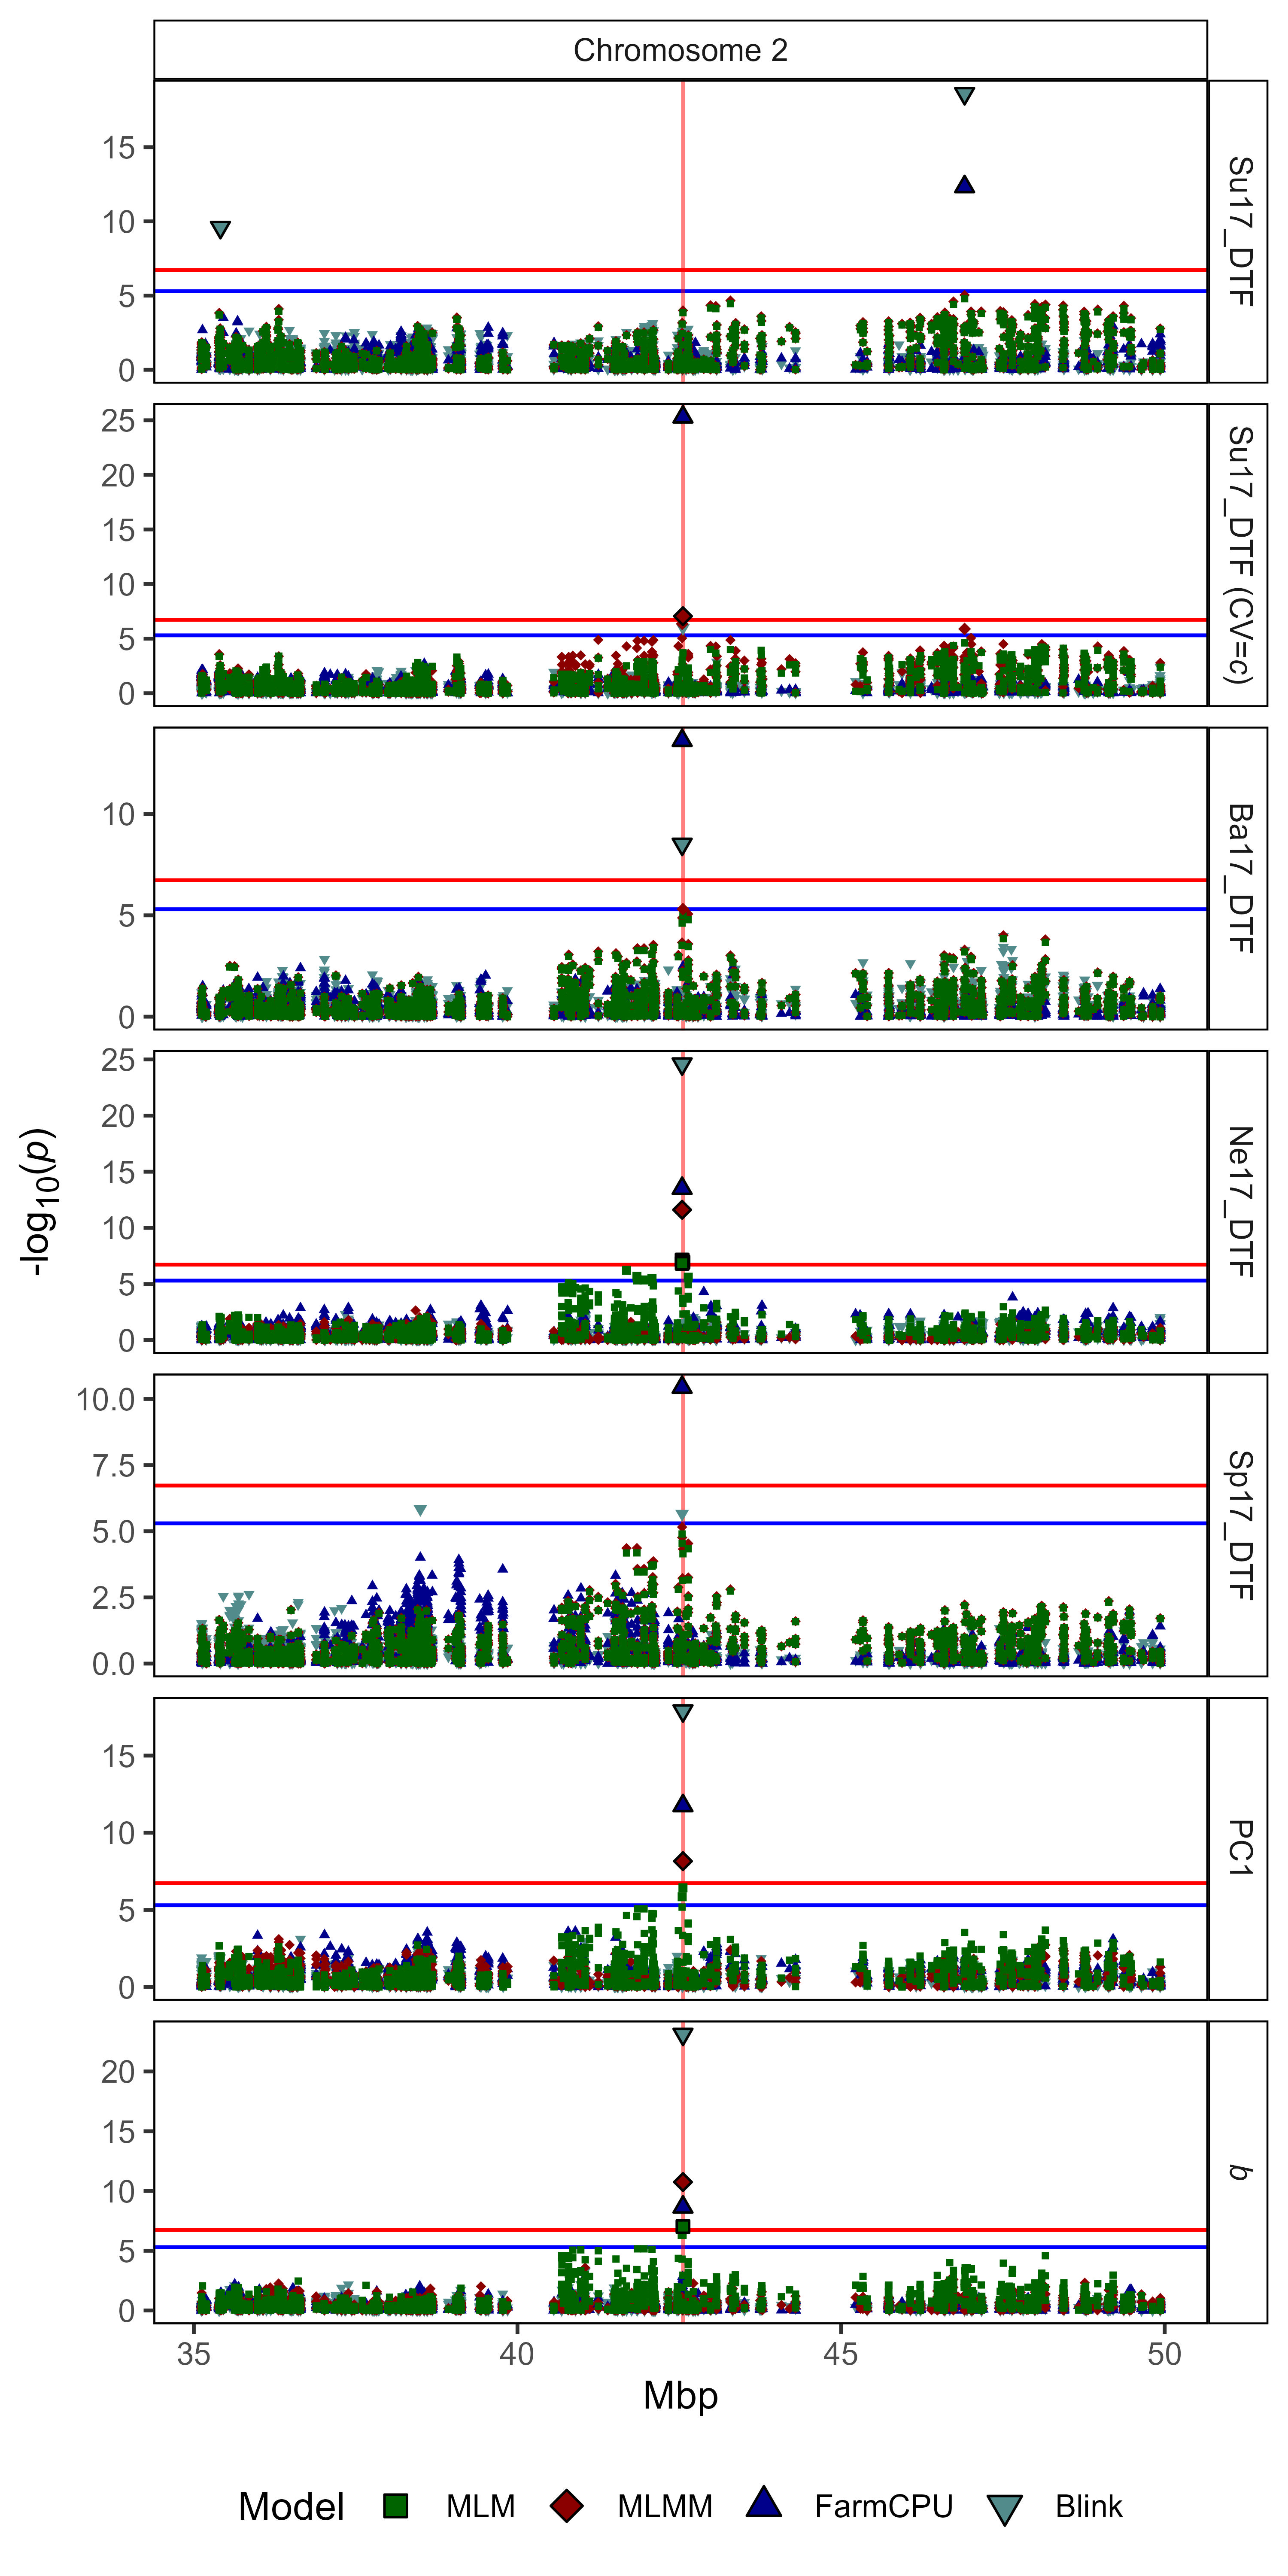 Chromosome 2
15
10
5
0
Su17_DTF
25
20
15
10
5
0
Su17_DTF (CV=c)
10
5
0
Ba17_DTF
25
20
15
10
5
0
Ne17_DTF
10.0
7.5
5.0
2.5
0.0
Sp17_DTF
15
10
5
0
PC1
20
15
10
5
0
b
-log10(p)
35 40 45 50
Mbp
Model MLM MLMM FarmCPU Blink